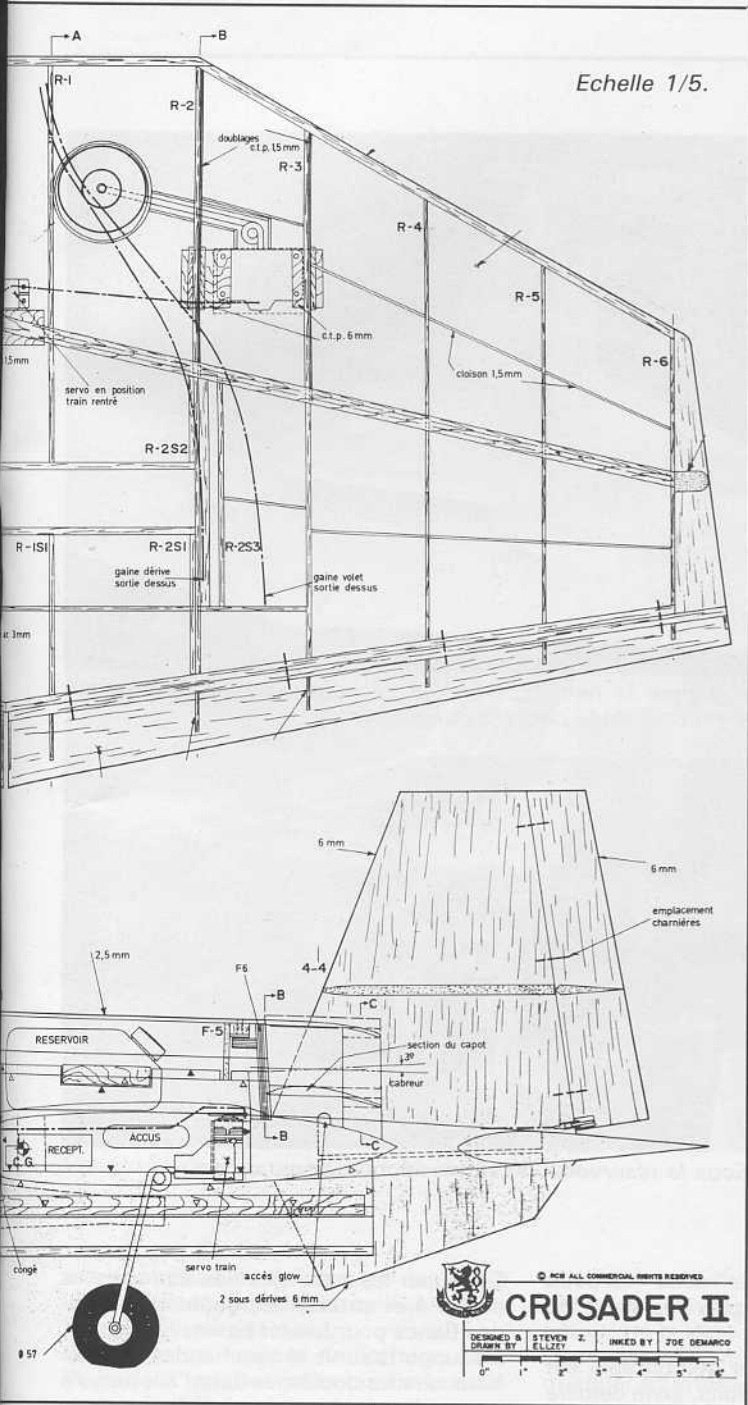 A
B
Echelle 1/5.
R-1
R-2
doublages
c.t.p. 1,5 mm
R-3
R-4
R-5
c.t.p. 6 mm
R-6
1,5mm
cloison 1,5mm
servo en position
train rentré
R-2S2
R-1S1
R-2S1
R-2S3
gaine dérive
sortie dessus
gaine volet
sortie dessus
3mm
6 mm
6 mm
emplacement
charnières
2,5 mm
F6
4-4
B
C
F-5
RESERVOIR
section du capot
3º
cabreur
ACCUS
RECEPT.
C.G.
B
C
congé
servo train
accès glow
2 sous dérives 6 mm
ø 57
© RCS ALL COMMERCIAL RIGHTS RESERVED
CRUSADER II
DESIGNED & DRAWN BY
STEVEN Z. ELLZEY
INKED BY
JOE DEMARCO
0" 1" 2" 3" 4" 5" 6"